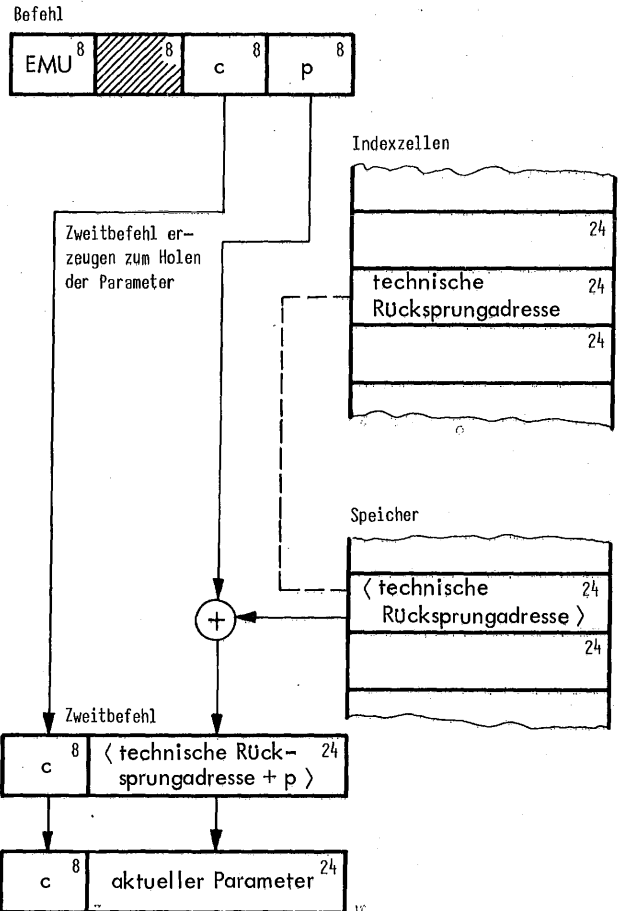 Befehl
EMU 8 8 c 8 p 8
Indexzellen
24
Zweitbefehl er-
zeugen zum Holen
der Parameter
technische 24
Rücksprungadresse
24
Speicher
⟨ technische 24
Rücksprungadresse ⟩
+
24
Zweitbefehl
c 8 ⟨ technische Rück- 24
sprungadresse + p ⟩
c 8 aktueller Parameter 24